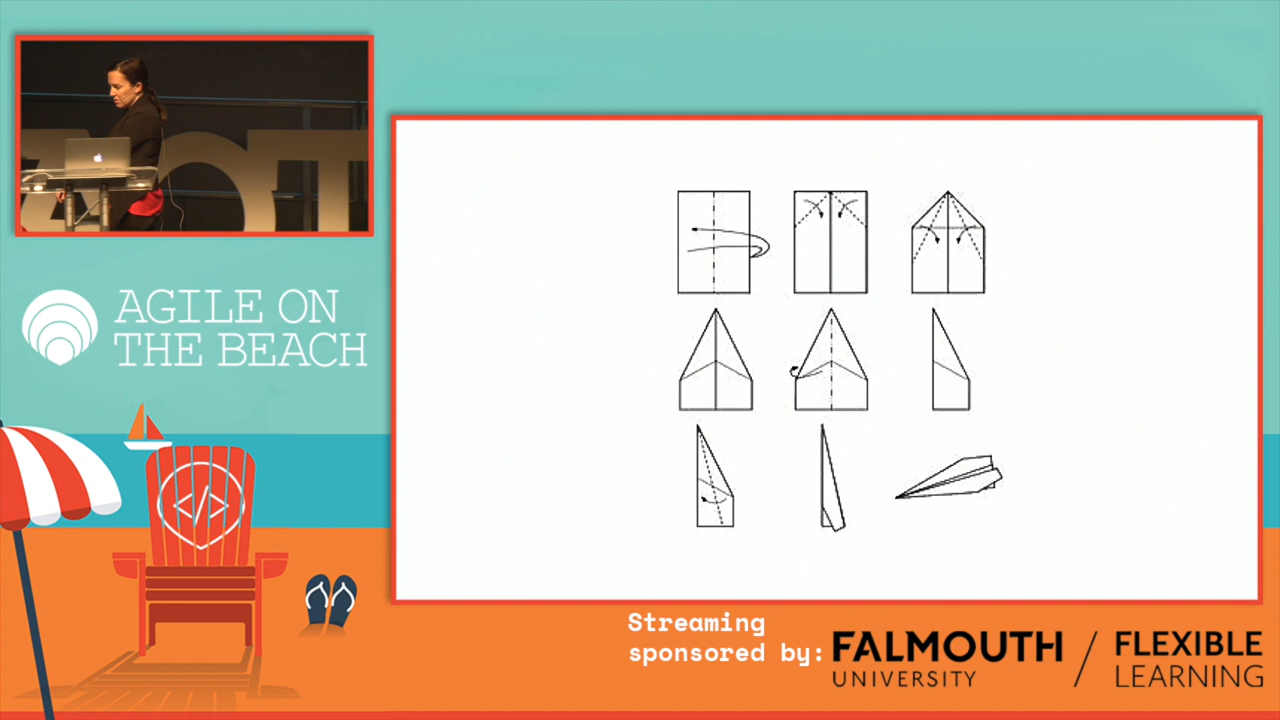 AGILE ON
THE BEACH
</>
Streaming
sponsored by:
FALMOUTH
UNIVERSITY
/
FLEXIBLE
LEARNING